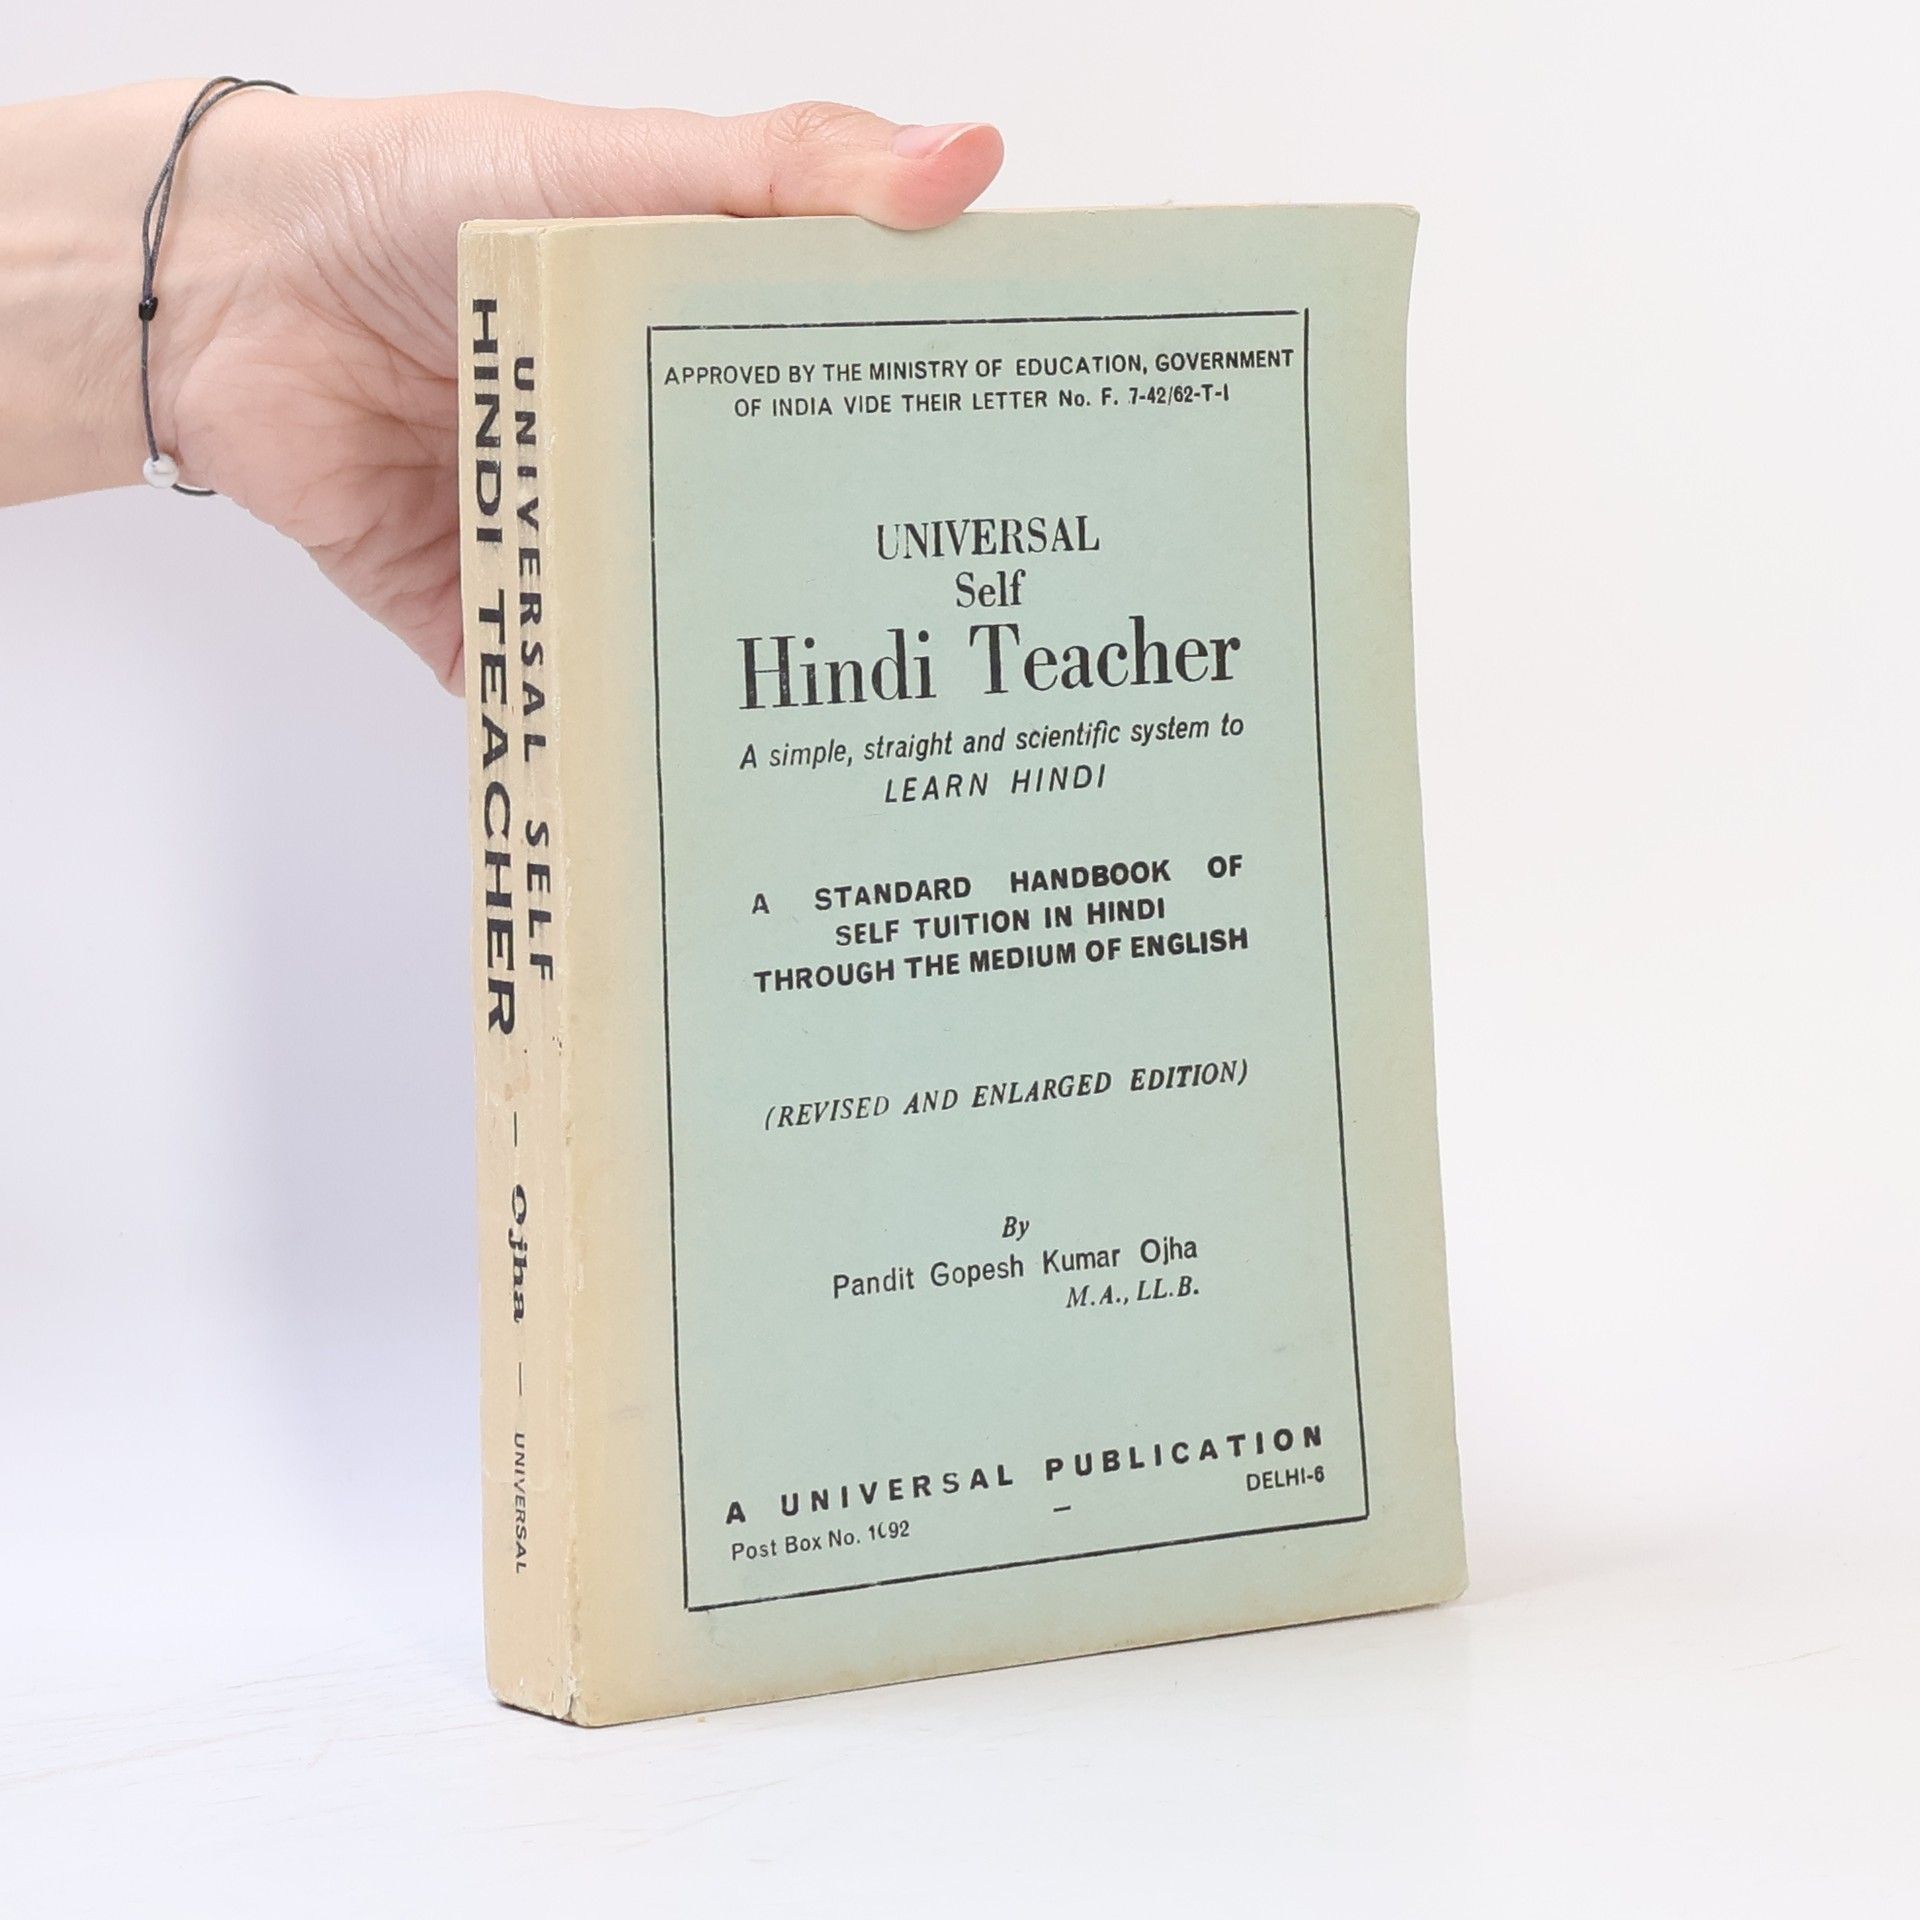 UNIVERSAL SELF
HINDI TEACHER
— Ojha —
UNIVERSAL
APPROVED BY THE MINISTRY OF EDUCATION, GOVERNMENT
OF INDIA VIDE THEIR LETTER No. F. 7-42/62-T-I
UNIVERSAL
Self
Hindi Teacher
A simple, straight and scientific system to
LEARN HINDI
A STANDARD HANDBOOK OF
SELF TUITION IN HINDI
THROUGH THE MEDIUM OF ENGLISH
(REVISED AND ENLARGED EDITION)
By
Pandit Gopesh Kumar Ojha
M.A., LL.B.
A UNIVERSAL PUBLICATION
Post Box No. 1092 — DELHI-6